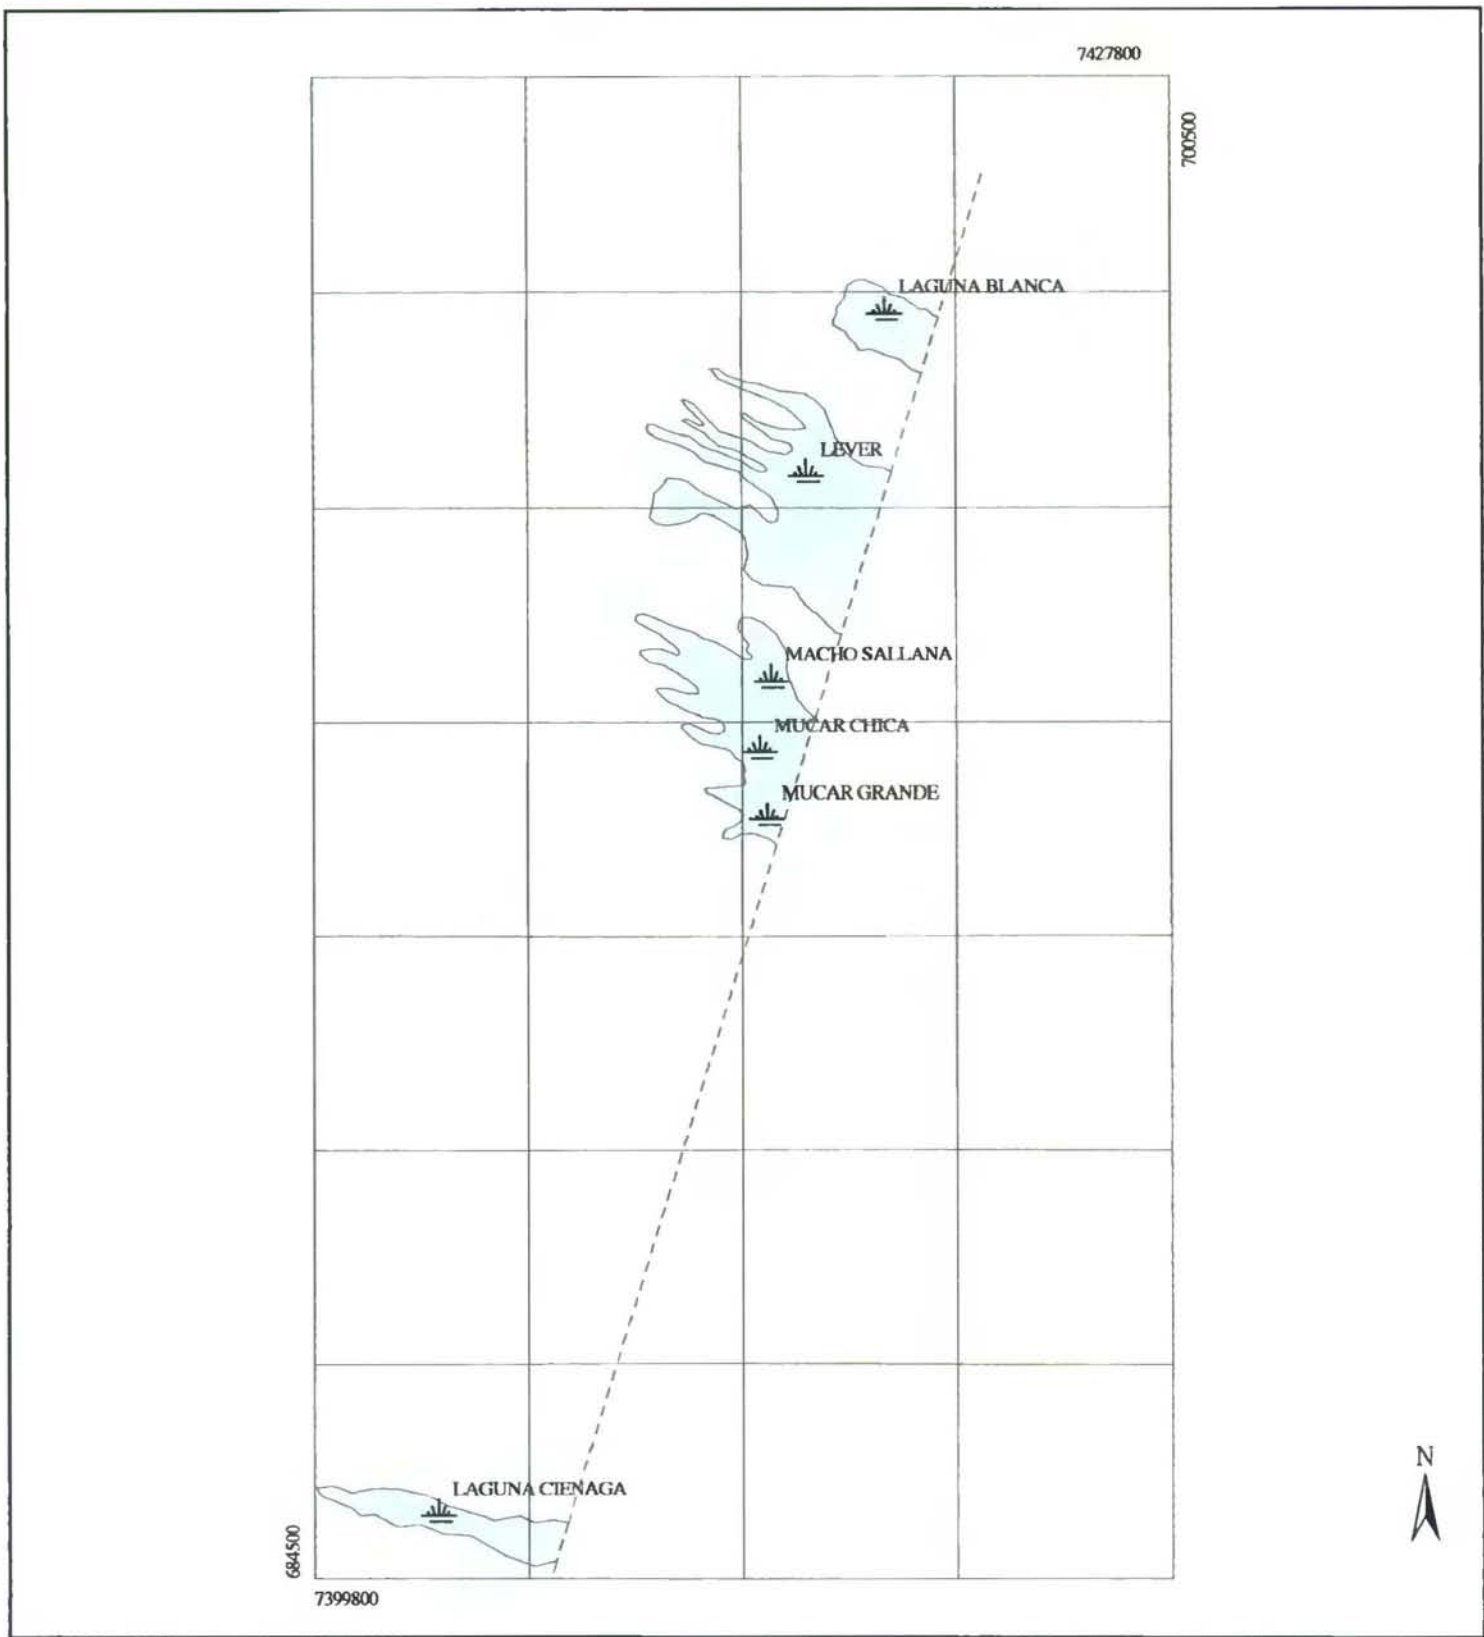 7427800
700500
LAGUNA BLANCA
LEVER
MACHO SALLANA
MUCAR CHICA
MUCAR GRANDE
N
LAGUNA CIENAGA
684500
7399800